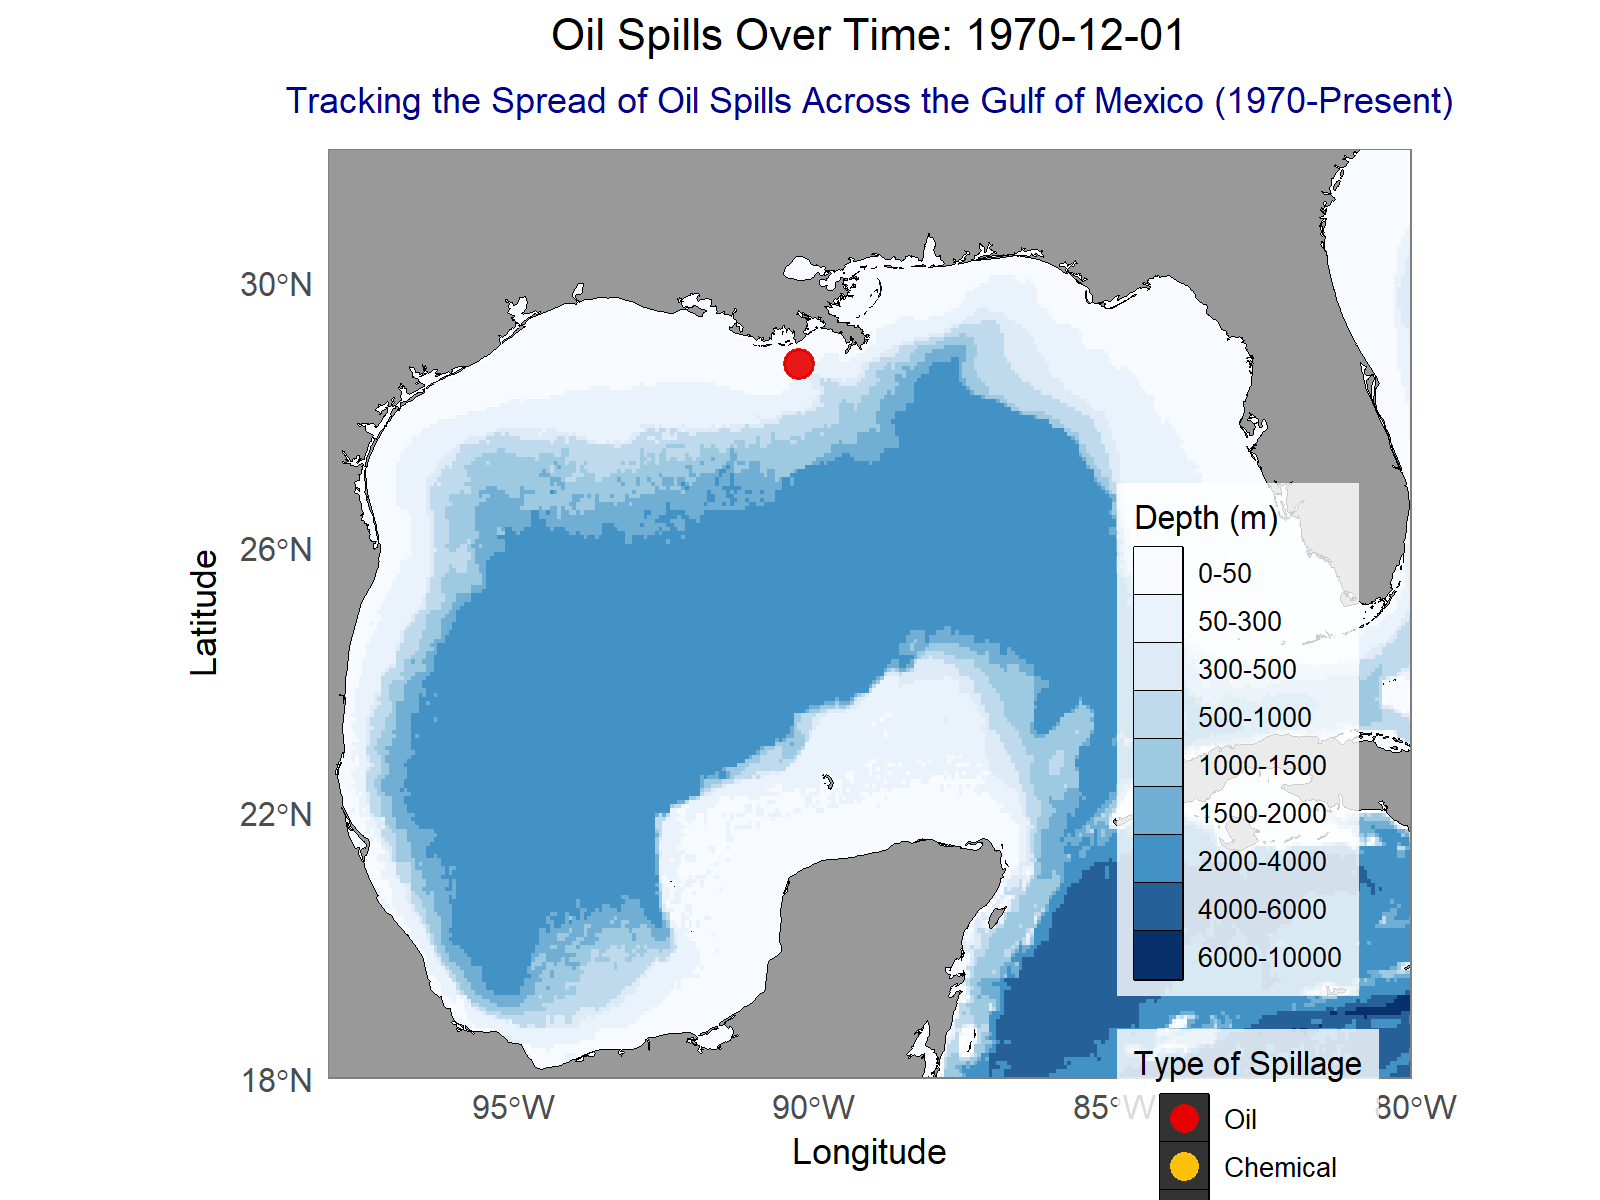 Oil Spills Over Time: 1970-12-01
Tracking the Spread of Oil Spills Across the Gulf of Mexico (1970-Present)
30°N
26°N
22°N
18°N
Latitude
95°W
90°W
85°W
80°W
Longitude
Depth (m)
0-50
50-300
300-500
500-1000
1000-1500
1500-2000
2000-4000
4000-6000
6000-10000
Type of Spillage
Oil
Chemical